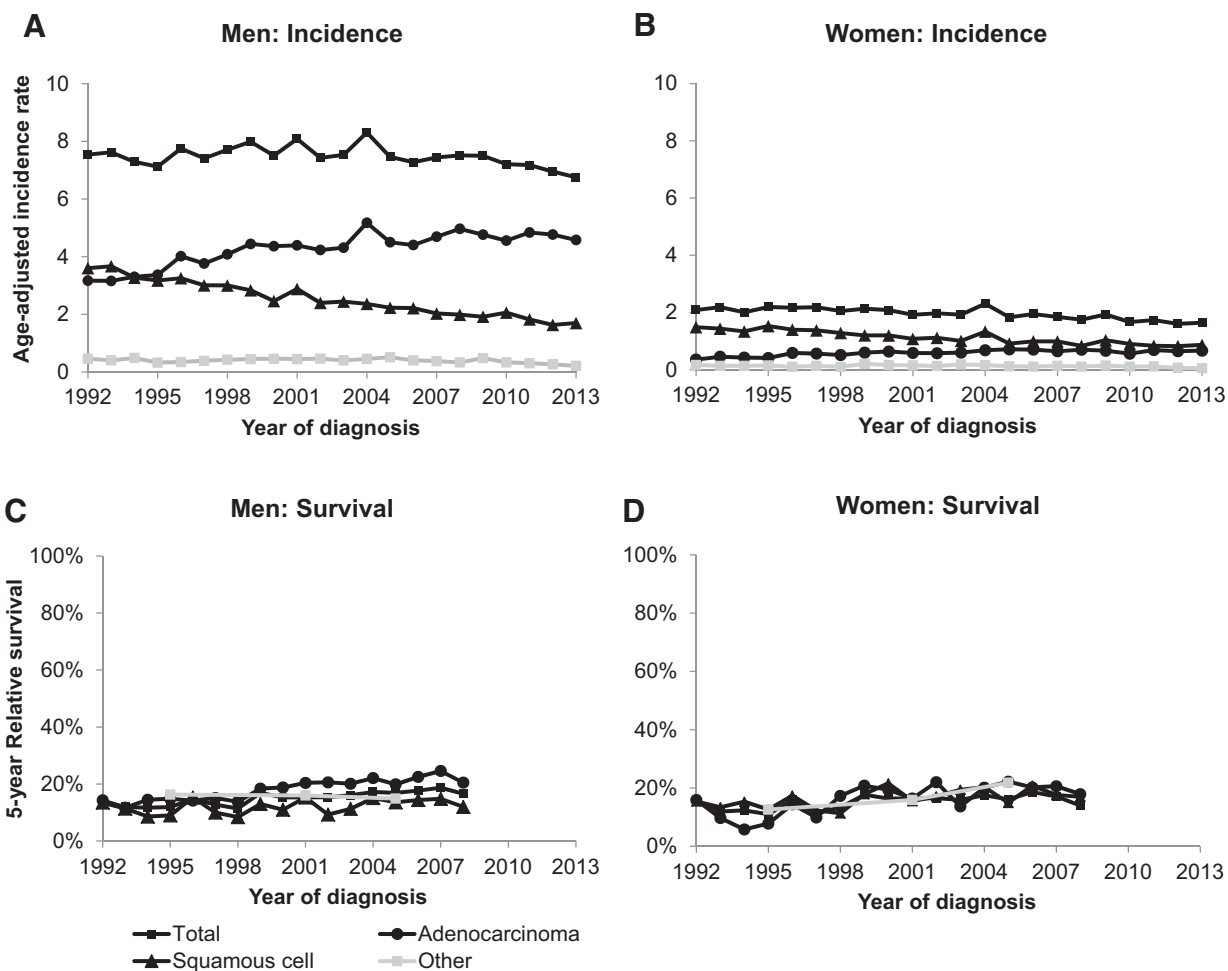 A
Men: Incidence
Age-adjusted incidence rate
10
8
6
4
2
0
1992 1995 1998 2001 2004 2007 2010 2013
Year of diagnosis
B
Women: Incidence
10
8
6
4
2
0
1992 1995 1998 2001 2004 2007 2010 2013
Year of diagnosis
C
Men: Survival
5-year Relative survival
100%
80%
60%
40%
20%
0%
1992 1995 1998 2001 2004 2007 2010 2013
Year of diagnosis
D
Women: Survival
100%
80%
60%
40%
20%
0%
1992 1995 1998 2001 2004 2007 2010 2013
Year of diagnosis
Total Adenocarcinoma
Squamous cell Other